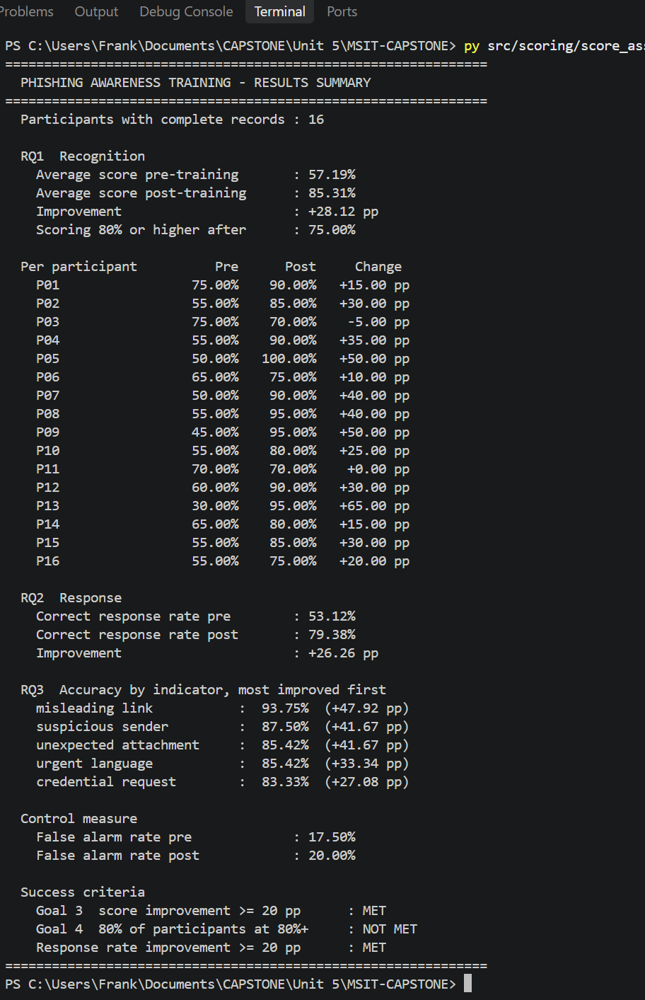 Problems Output Debug Console Terminal Ports
PS C:\Users\Frank\Documents\CAPSTONE\Unit 5\MSIT-CAPSTONE> py src/scoring/score_ass
==============================================================
PHISHING AWARENESS TRAINING - RESULTS SUMMARY
==============================================================
Participants with complete records : 16
RQ1 Recognition
Average score pre-training : 57.19%
Average score post-training : 85.31%
Improvement : +28.12 pp
Scoring 80% or higher after : 75.00%
Per participant Pre Post Change
P01 75.00% 90.00% +15.00 pp
P02 55.00% 85.00% +30.00 pp
P03 75.00% 70.00% -5.00 pp
P04 55.00% 90.00% +35.00 pp
P05 50.00% 100.00% +50.00 pp
P06 65.00% 75.00% +10.00 pp
P07 50.00% 90.00% +40.00 pp
P08 55.00% 95.00% +40.00 pp
P09 45.00% 95.00% +50.00 pp
P10 55.00% 80.00% +25.00 pp
P11 70.00% 70.00% +0.00 pp
P12 60.00% 90.00% +30.00 pp
P13 30.00% 95.00% +65.00 pp
P14 65.00% 80.00% +15.00 pp
P15 55.00% 85.00% +30.00 pp
P16 55.00% 75.00% +20.00 pp
RQ2 Response
Correct response rate pre : 53.12%
Correct response rate post : 79.38%
Improvement : +26.26 pp
RQ3 Accuracy by indicator, most improved first
misleading link : 93.75% (+47.92 pp)
suspicious sender : 87.50% (+41.67 pp)
unexpected attachment : 85.42% (+41.67 pp)
urgent language : 85.42% (+33.34 pp)
credential request : 83.33% (+27.08 pp)
Control measure
False alarm rate pre : 17.50%
False alarm rate post : 20.00%
Success criteria
Goal 3 score improvement >= 20 pp : MET
Goal 4 80% of participants at 80%+ : NOT MET
Response rate improvement >= 20 pp : MET
==============================================================
PS C:\Users\Frank\Documents\CAPSTONE\Unit 5\MSIT-CAPSTONE>